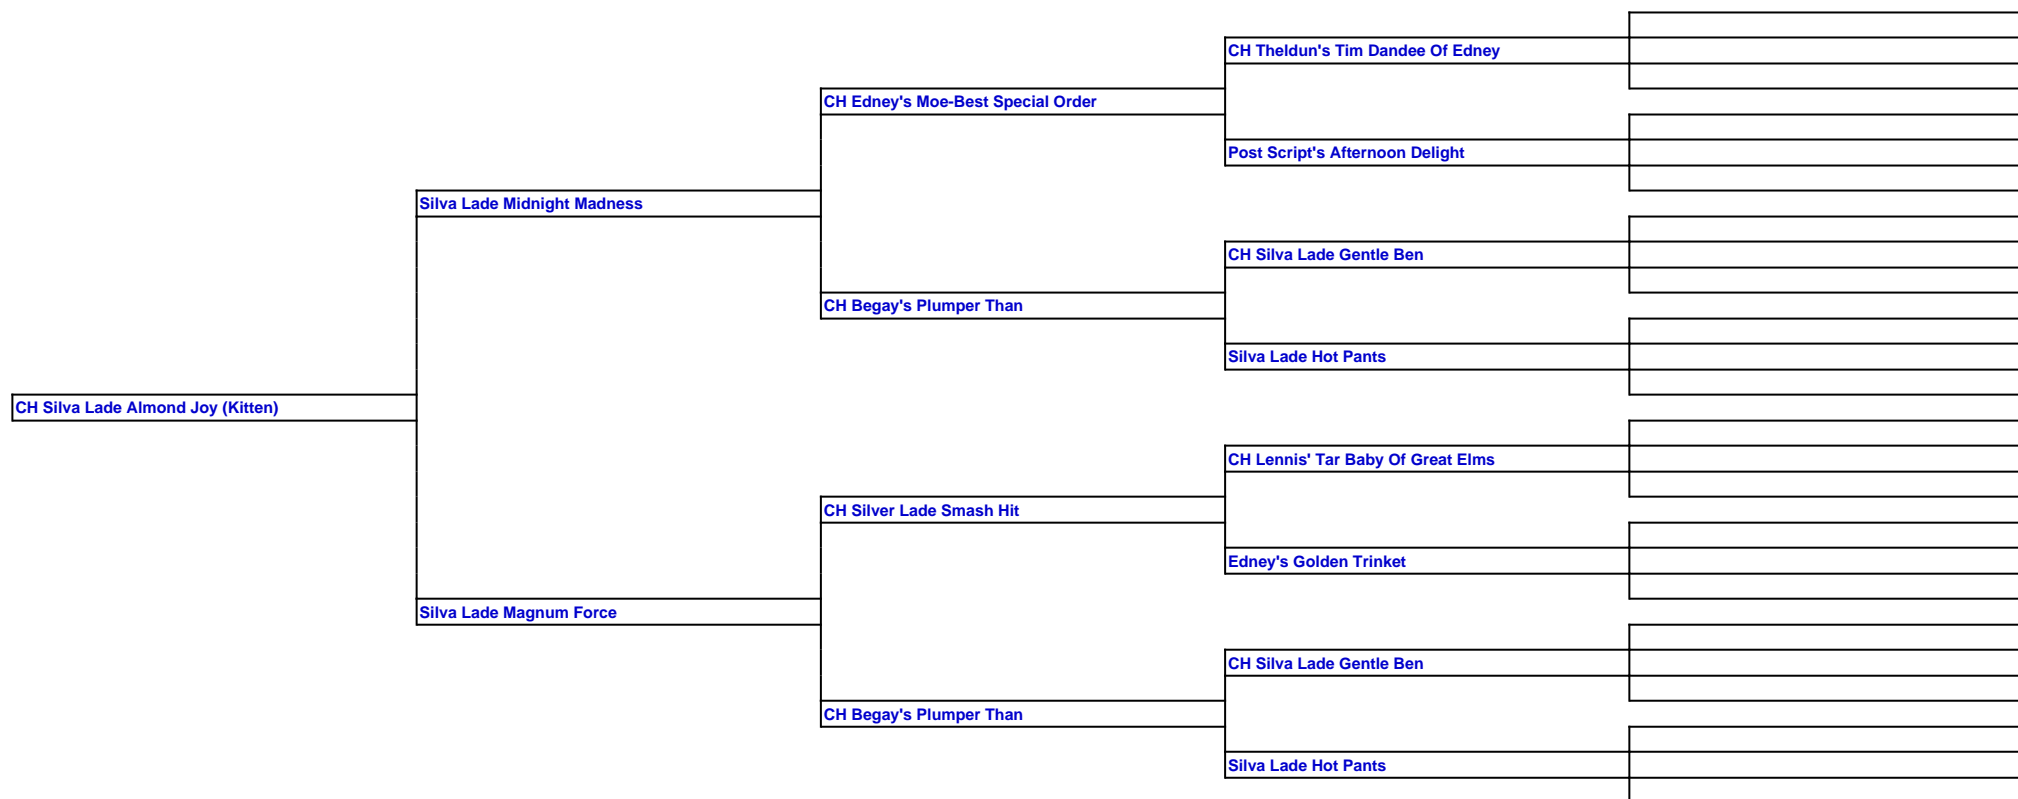 CH Theldun's Tim Dandee Of Edney
CH Edney's Moe-Best Special Order
Post Script's Afternoon Delight
Silva Lade Midnight Madness
CH Silva Lade Gentle Ben
CH Begay's Plumper Than
Silva Lade Hot Pants
CH Silva Lade Almond Joy (Kitten)
CH Lennis' Tar Baby Of Great Elms
CH Silver Lade Smash Hit
Edney's Golden Trinket
Silva Lade Magnum Force
CH Silva Lade Gentle Ben
CH Begay's Plumper Than
Silva Lade Hot Pants